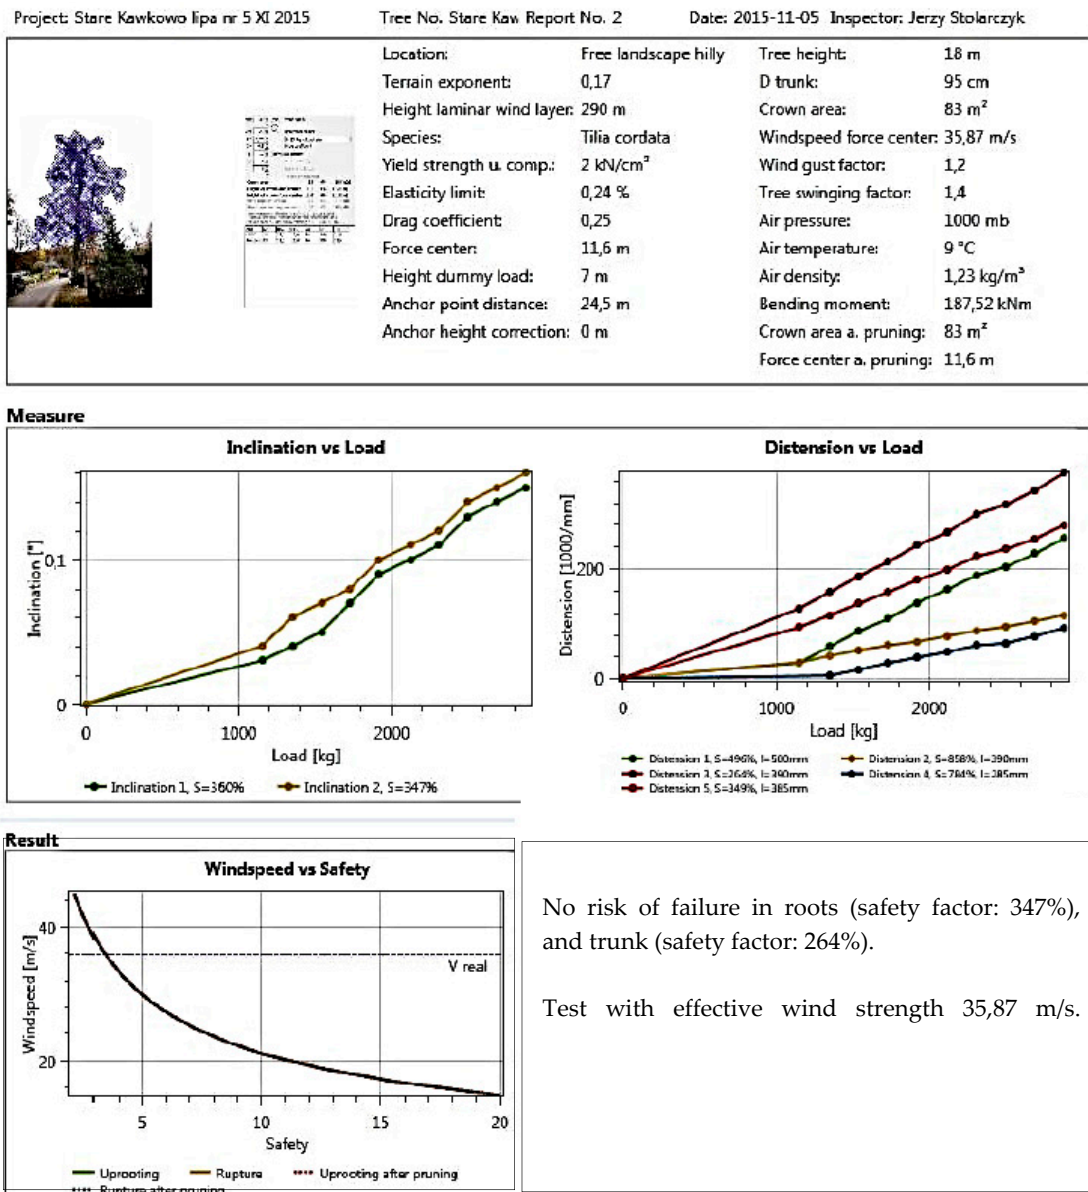 Project: Stare Kawkowo lipa nr 5 XI 2015 Tree No. Stare Kaw Report No. 2 Date: 2015-11-05 Inspector: Jerzy Stolarczyk
Location: Free landscape hilly Tree height: 18 m
Terrain exponent: 0,17 D trunk: 95 cm
Height laminar wind layer: 290 m Crown area: 83 m²
Species: Tilia cordata Windspeed force center: 35,87 m/s
Yield strength u. comp.: 2 kN/cm² Wind gust factor: 1,2
Elasticity limit: 0,24 % Tree swinging factor: 1,4
Drag coefficient: 0,25 Air pressure: 1000 mb
Force center: 11,6 m Air temperature: 9 °C
Height dummy load: 7 m Air density: 1,23 kg/m³
Anchor point distance: 24,5 m Bending moment: 187,52 kNm
Anchor height correction: 0 m Crown area a. pruning: 83 m²
Force center a. pruning: 11,6 m
Measure
Inclination vs Load
Inclination [°]
0,1
0
0 1000 2000
Load [kg]
Inclination 1, S=360% Inclination 2, S=347%
Distension vs Load
Distension [1000/mm]
200
0
0 1000 2000
Load [kg]
Distension 1, S=496%, l=500mm Distension 2, S=858%, l=390mm
Distension 3, S=264%, l=390mm Distension 4, S=784%, l=385mm
Distension 5, S=349%, l=385mm
Result
Windspeed vs Safety
Windspeed [m/s]
40
V real
20
5 10 15 20
Safety
Uprooting Rupture Uprooting after pruning
Rupture after pruning
No risk of failure in roots (safety factor: 347%),
and trunk (safety factor: 264%).
Test with effective wind strength 35,87 m/s.